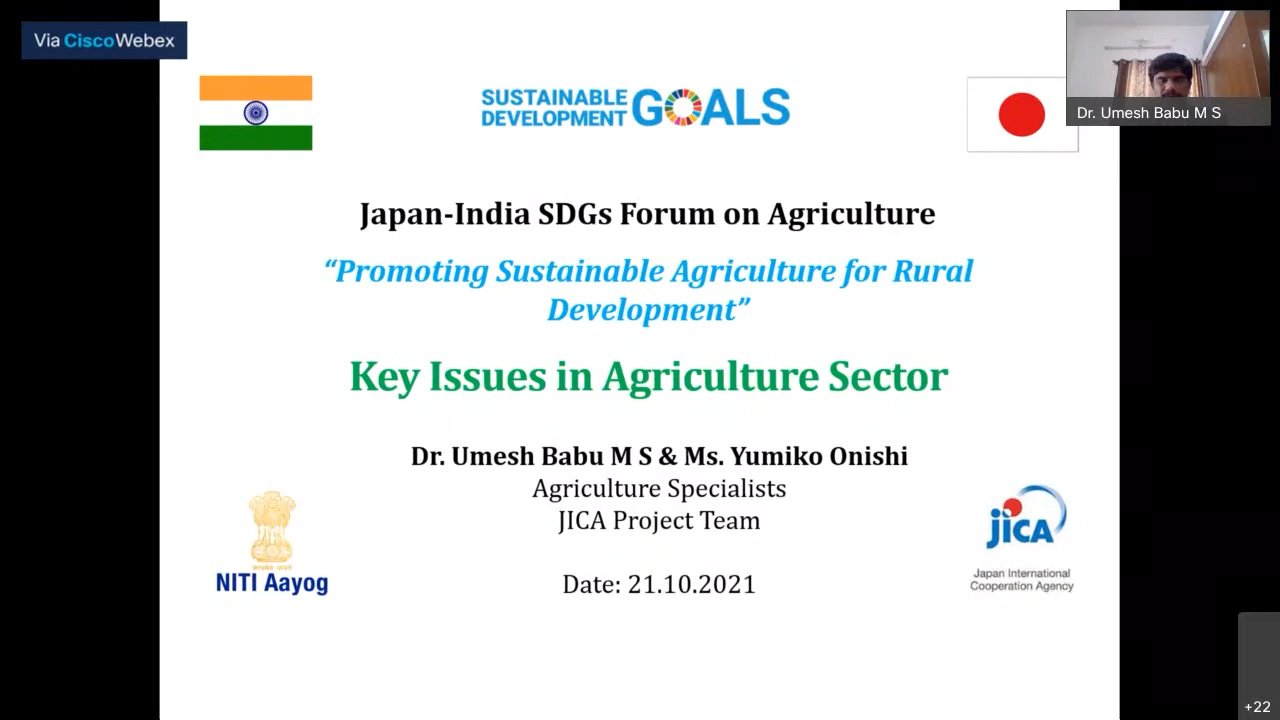 Via CiscoWebex
Dr. Umesh Babu M S
SUSTAINABLE
DEVELOPMENT GOALS
Japan-India SDGs Forum on Agriculture
“Promoting Sustainable Agriculture for Rural
Development”
Key Issues in Agriculture Sector
Dr. Umesh Babu M S & Ms. Yumiko Onishi
Agriculture Specialists
JICA Project Team
Date: 21.10.2021
NITI Aayog
JICA
Japan International
Cooperation Agency
+22